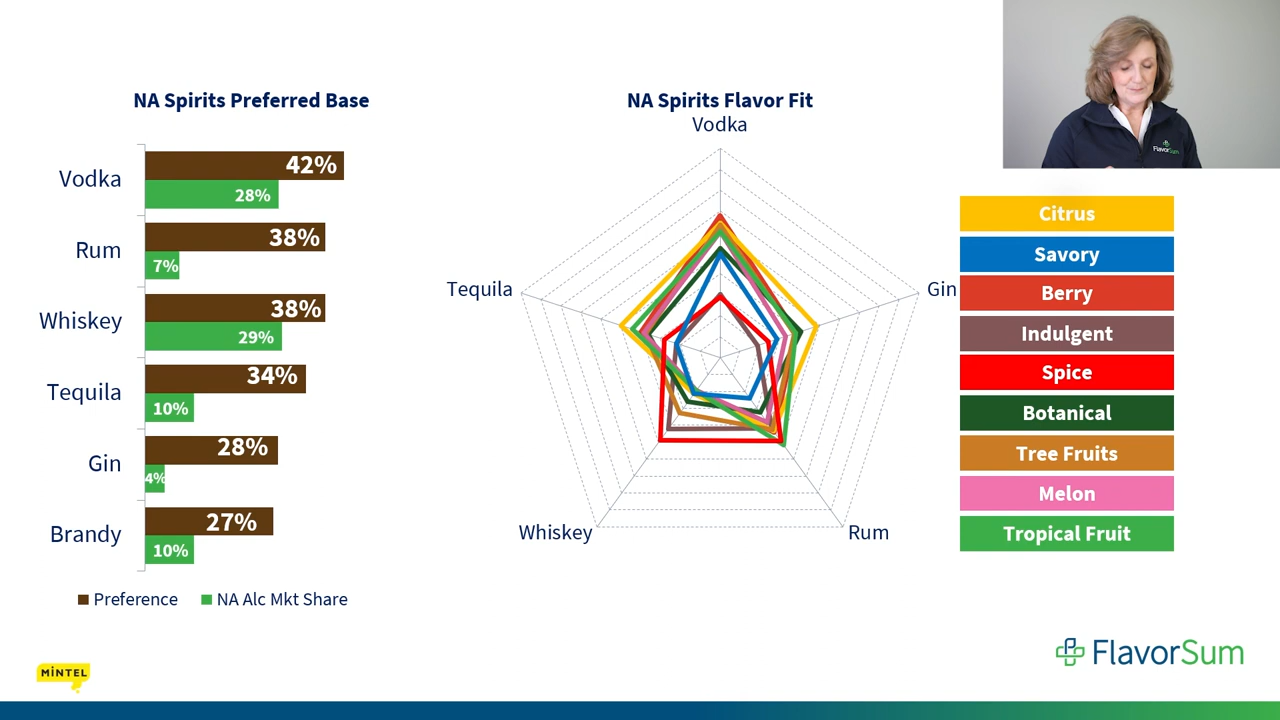 NA Spirits Preferred Base
Vodka
42%
28%
Rum
38%
7%
Whiskey
38%
29%
Tequila
34%
10%
Gin
28%
4%
Brandy
27%
10%
Preference
NA Alc Mkt Share
NA Spirits Flavor Fit
Vodka
Tequila
Gin
Whiskey
Rum
FlavorSum
Citrus
Savory
Berry
Indulgent
Spice
Botanical
Tree Fruits
Melon
Tropical Fruit
MiNTEL
FlavorSum